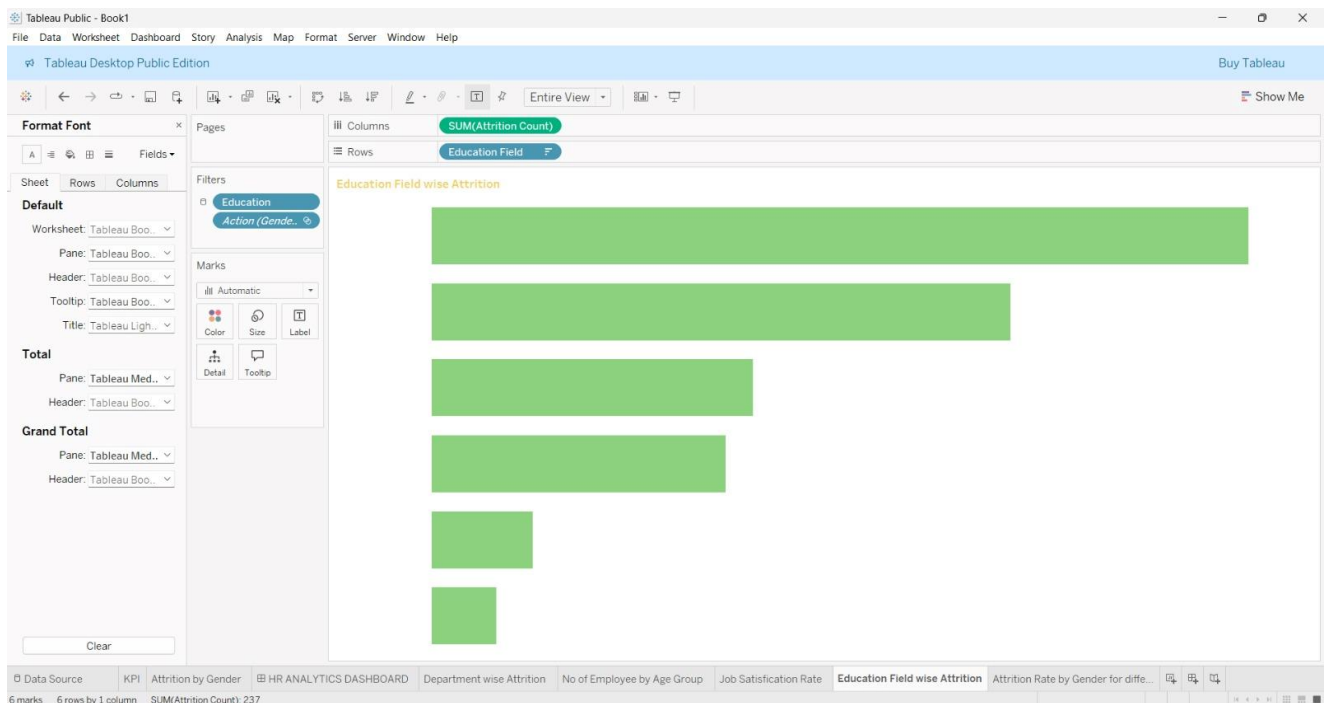 Tableau Public - Book1
File Data Worksheet Dashboard Story Analysis Map Format Server Window Help
Tableau Desktop Public Edition
Buy Tableau
Entire View
Show Me
Format Font
Fields
Sheet Rows Columns
Default
Worksheet: Tableau Boo..
Pane: Tableau Boo..
Header: Tableau Boo..
Tooltip: Tableau Boo..
Title: Tableau Ligh..
Total
Pane: Tableau Med..
Header: Tableau Boo..
Grand Total
Pane: Tableau Med..
Header: Tableau Boo..
Clear
Pages
Filters
Education
Action (Gende..
Marks
Automatic
Color Size Label
Detail Tooltip
Columns SUM(Attrition Count)
Rows Education Field
Education Field wise Attrition
Data Source KPI Attrition by Gender HR ANALYTICS DASHBOARD Department wise Attrition No of Employee by Age Group Job Satisfication Rate Education Field wise Attrition Attrition Rate by Gender for diffe...
6 marks 6 rows by 1 column SUM(Attrition Count): 237